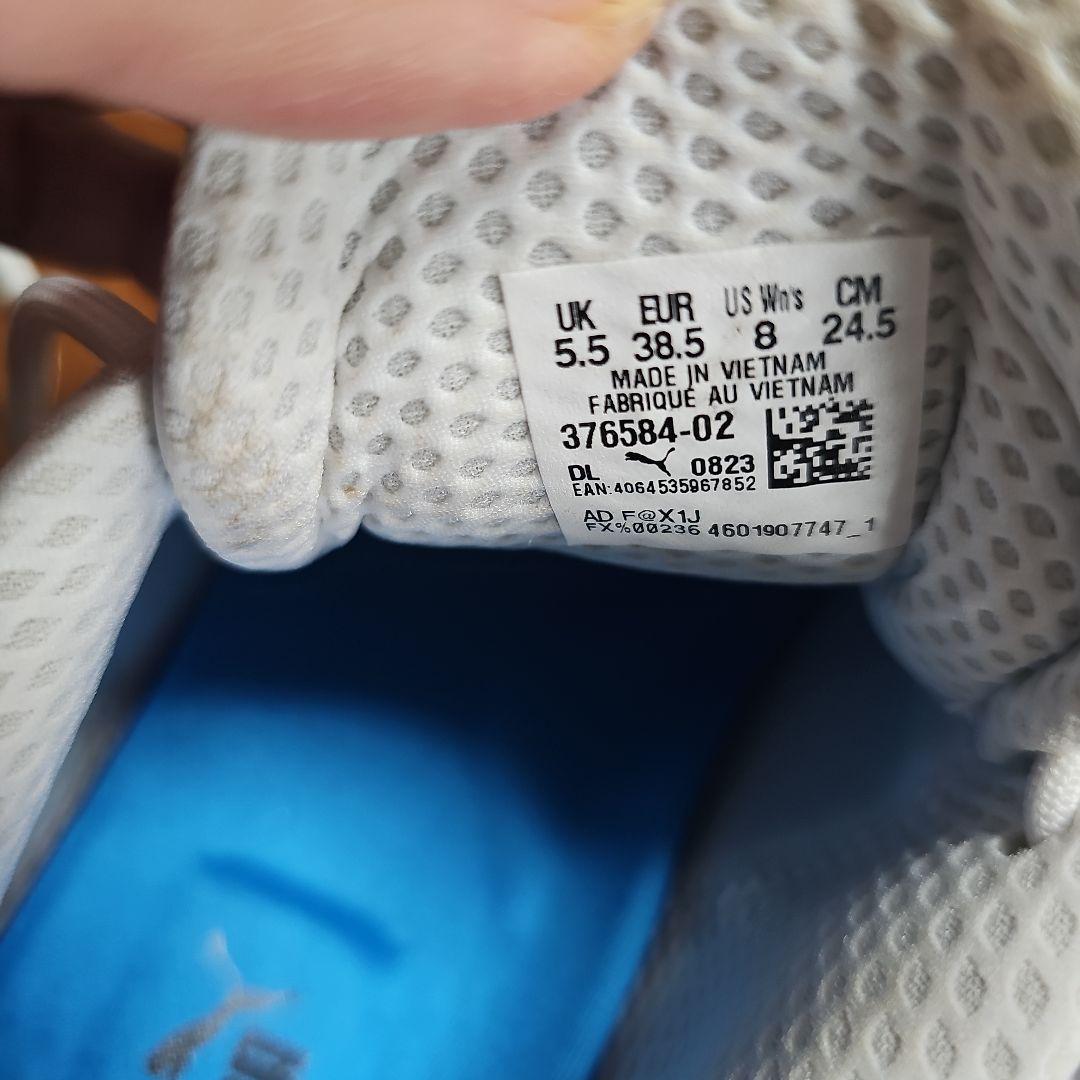 UK EUR US Wn's CM
5.5 38.5 8 24.5
MADE IN VIETNAM
FABRIQUÉ AU VIETNAM
376584-02
DL 0823
EAN:4064535967852
AD F@X1J
FX%00236 4601907747_1